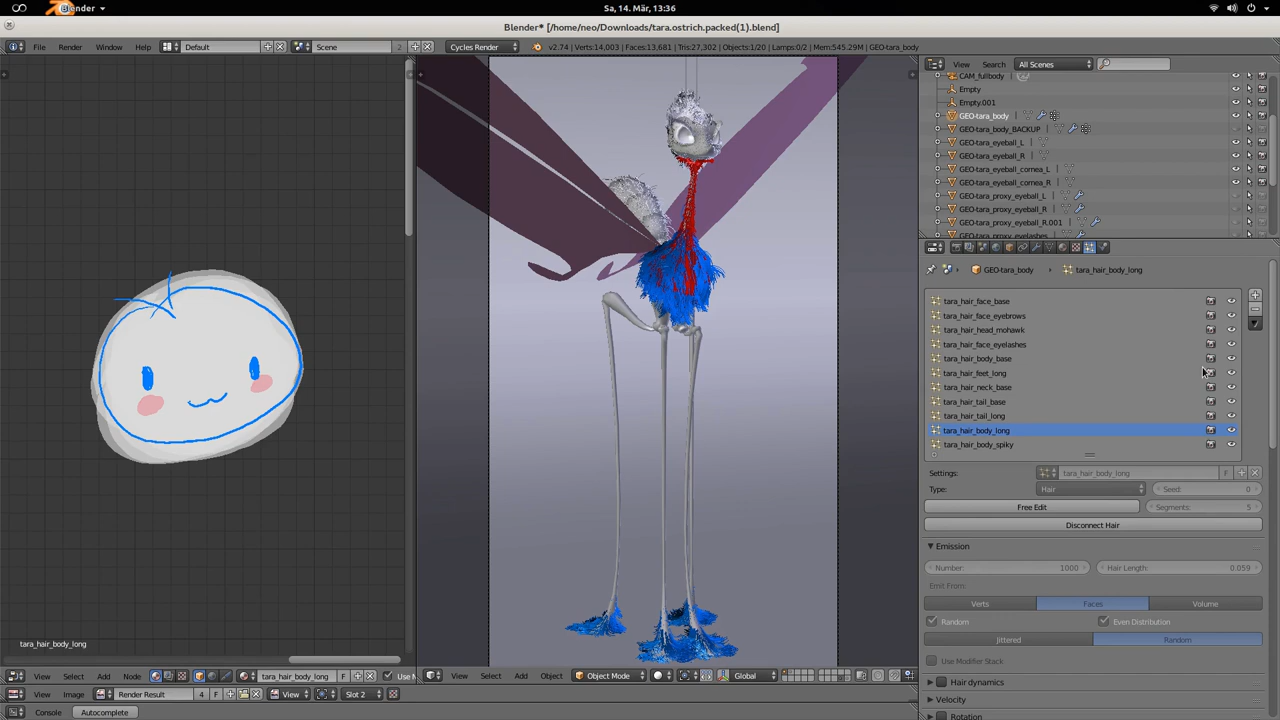 Blender
Sa, 14. Mär, 13:36
Blender* [/home/neo/Downloads/tara.ostrich.packed(1).blend]
File Render Window Help Default Scene 2 Cycles Render v2.74 | Verts:14,003 | Faces:13,681 | Tris:27,302 | Objects:1/20 | Lamps:0/2 | Mem:545.29M | GEO-tara_body
View Search All Scenes
CAM_fullbody
Empty
Empty.001
GEO-tara_body
GEO-tara_body_BACKUP
GEO-tara_eyeball_L
GEO-tara_eyeball_R
GEO-tara_eyeball_cornea_L
GEO-tara_eyeball_cornea_R
GEO-tara_proxy_eyeball_L
GEO-tara_proxy_eyeball_R
GEO-tara_proxy_eyeball_R.001
GEO-tara_proxy_eyelashes
GEO-tara_body tara_hair_body_long
tara_hair_face_base
tara_hair_face_eyebrows
tara_hair_head_mohawk
tara_hair_face_eyelashes
tara_hair_body_base
tara_hair_feet_long
tara_hair_neck_base
tara_hair_tail_base
tara_hair_tail_long
tara_hair_body_long
tara_hair_body_spiky
Settings: tara_hair_body_long F
Type: Hair Seed: 0
Free Edit Segments: 5
Disconnect Hair
Emission
Number: 1000 Hair Length: 0.059
Emit From:
Verts Faces Volume
Random Even Distribution
Jittered Random
Use Modifier Stack
Hair dynamics
Velocity
Rotation
tara_hair_body_long
View Select Add Node tara_hair_body_long F Use N
View Select Add Object Object Mode Global
View Image Render Result 4 F View Slot 2
Console Autocomplete